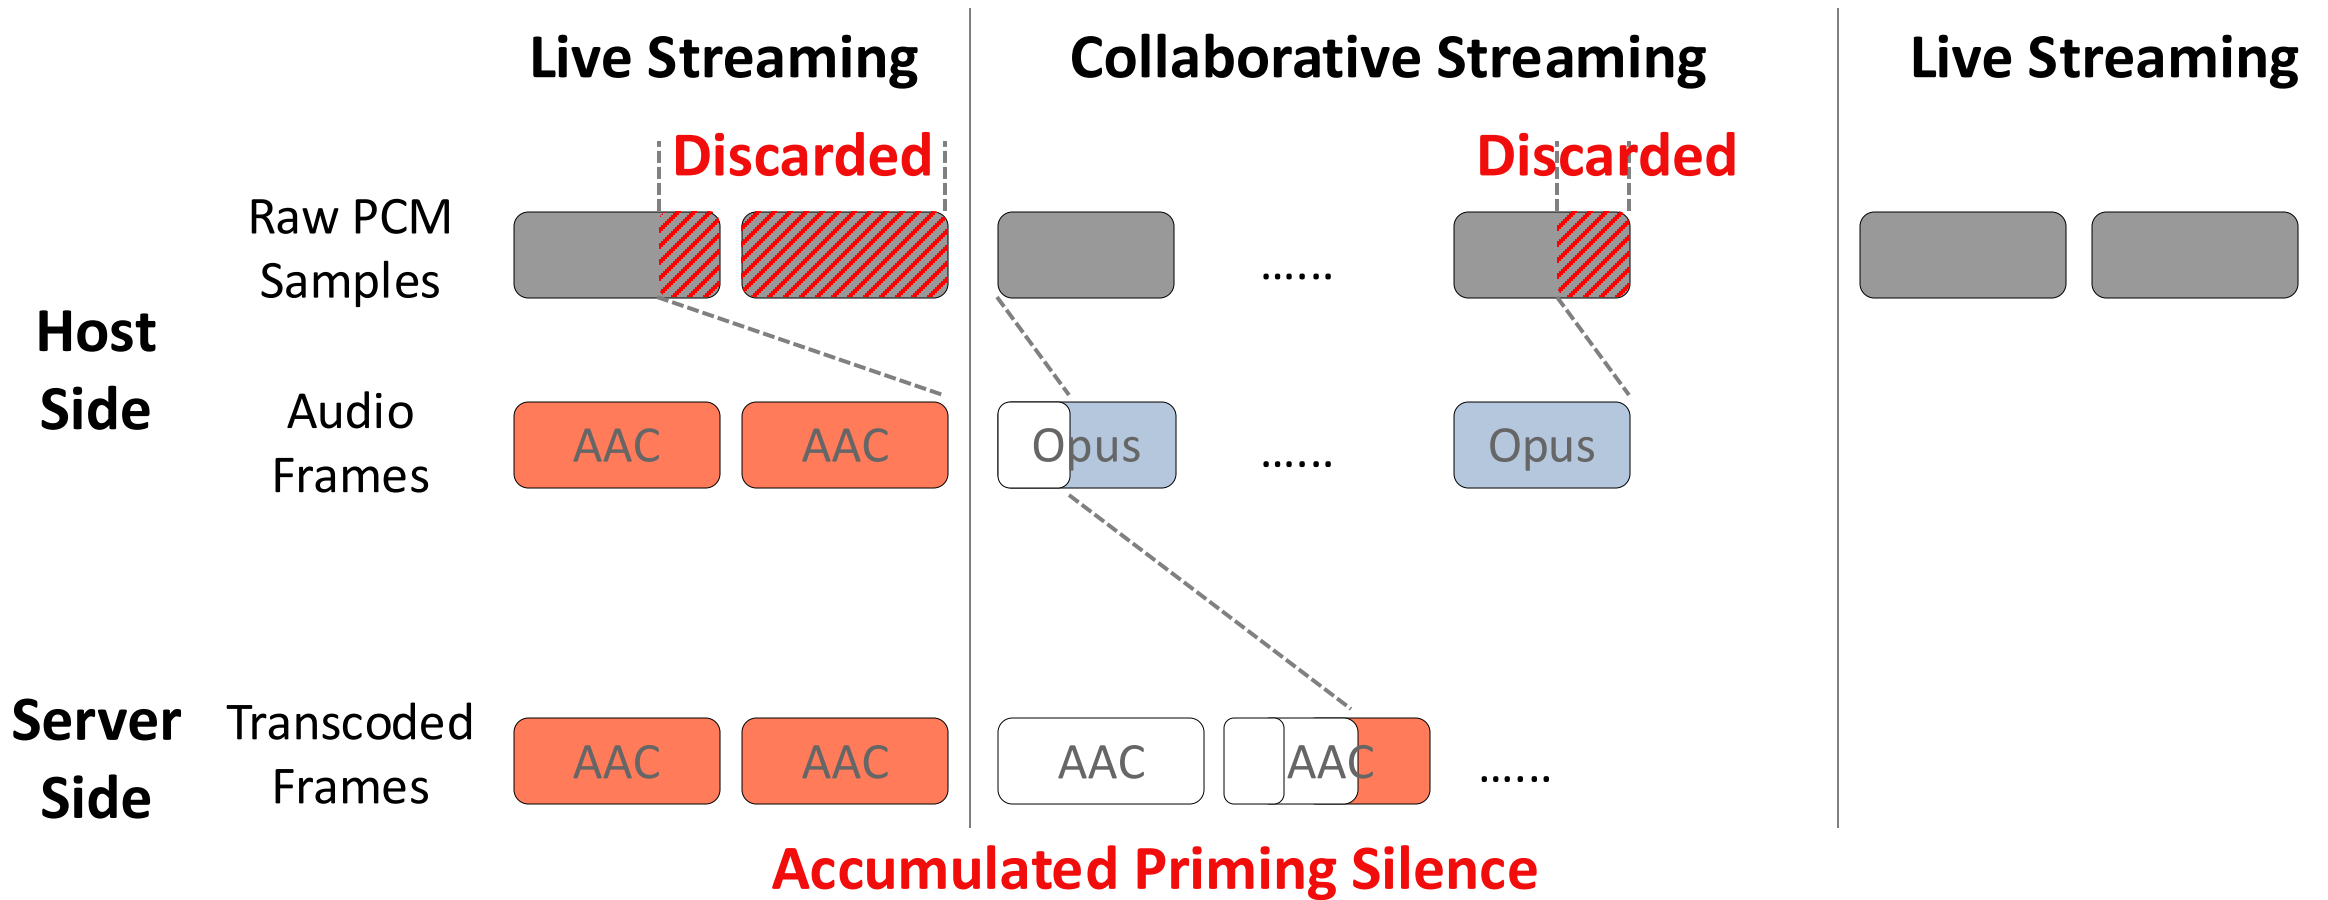 Live Streaming
Collaborative Streaming
Live Streaming
Discarded
Discarded
Raw PCM
Samples
......
Host
Side
Audio
Frames
AAC
AAC
Opus
......
Opus
Server
Side
Transcoded
Frames
AAC
AAC
AAC
AAC
......
Accumulated Priming Silence